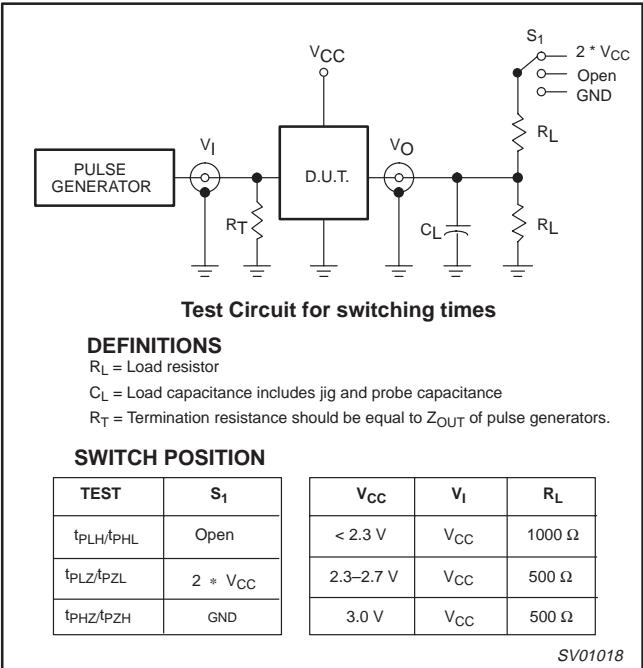 S1
2 * VCC
Open
GND
VCC
RL
VI
VO
PULSE
GENERATOR
D.U.T.
RT
CL
RL
Test Circuit for switching times
DEFINITIONS
RL = Load resistor
CL = Load capacitance includes jig and probe capacitance
RT = Termination resistance should be equal to ZOUT of pulse generators.
SWITCH POSITION
TEST S1
tPLH/tPHL Open
tPLZ/tPZL 2 * VCC
tPHZ/tPZH GND
VCC VI RL
< 2.3 V VCC 1000 Ω
2.3–2.7 V VCC 500 Ω
3.0 V VCC 500 Ω
SV01018